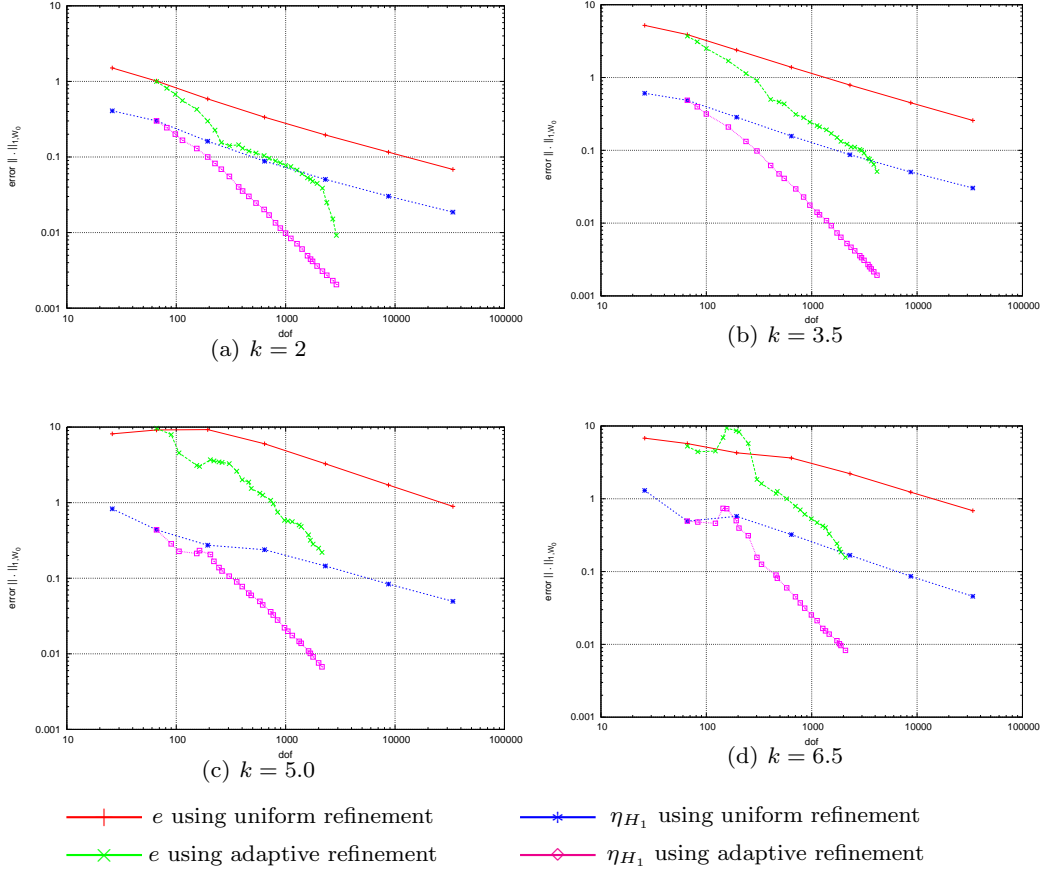 10
1
0.1
0.01
0.001
error || · ||1,W0
10 100 1000 10000 100000
dof
(a) k = 2
10
1
0.1
0.01
0.001
error || · ||1,W0
10 100 1000 10000 100000
dof
(b) k = 3.5
10
1
0.1
0.01
0.001
error || · ||1,W0
10 100 1000 10000 100000
dof
(c) k = 5.0
10
1
0.1
0.01
0.001
error || · ||1,W0
10 100 1000 10000 100000
dof
(d) k = 6.5
e using uniform refinement
ηH1 using uniform refinement
e using adaptive refinement
ηH1 using adaptive refinement